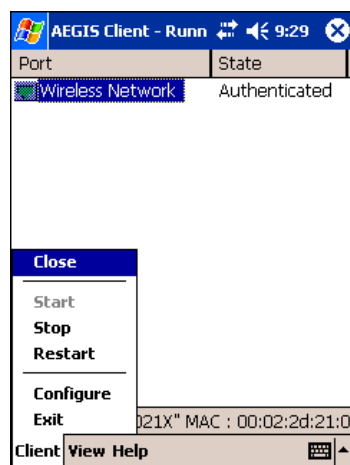 AEGIS Client - Runn 9:29
Port State
Wireless Network Authenticated
Close
Start
Stop
Restart
Configure
Exit
021X" MAC : 00:02:2d:21:0
Client View Help